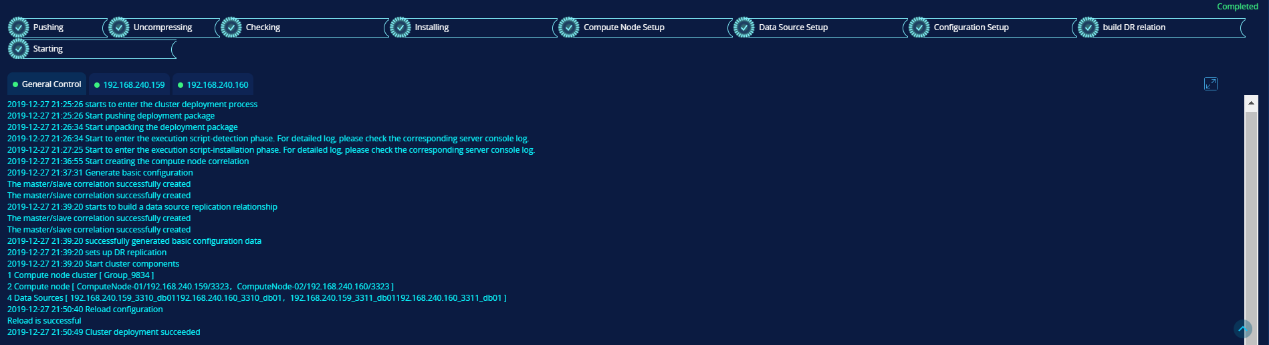 Completed
Pushing Uncompressing Checking Installing Compute Node Setup Data Source Setup Configuration Setup build DR relation
Starting
General Control 192.168.240.159 192.168.240.160
2019-12-27 21:25:26 starts to enter the cluster deployment process
2019-12-27 21:25:26 Start pushing deployment package
2019-12-27 21:26:34 Start unpacking the deployment package
2019-12-27 21:26:34 Start to enter the execution script-detection phase. For detailed log, please check the corresponding server console log.
2019-12-27 21:27:25 Start to enter the execution script-installation phase. For detailed log, please check the corresponding server console log.
2019-12-27 21:36:55 Start creating the compute node correlation
2019-12-27 21:37:31 Generate basic configuration
The master/slave correlation successfully created
The master/slave correlation successfully created
2019-12-27 21:39:20 starts to build a data source replication relationship
The master/slave correlation successfully created
The master/slave correlation successfully created
2019-12-27 21:39:20 successfully generated basic configuration data
2019-12-27 21:39:20 sets up DR replication
2019-12-27 21:39:20 Start cluster components
1 Compute node cluster [ Group_9834 ]
2 Compute node [ ComputeNode-01/192.168.240.159/3323，ComputeNode-02/192.168.240.160/3323 ]
4 Data Sources [ 192.168.240.159_3310_db01192.168.240.160_3310_db01，192.168.240.159_3311_db01192.168.240.160_3311_db01 ]
2019-12-27 21:50:40 Reload configuration
Reload is successful
2019-12-27 21:50:49 Cluster deployment succeeded